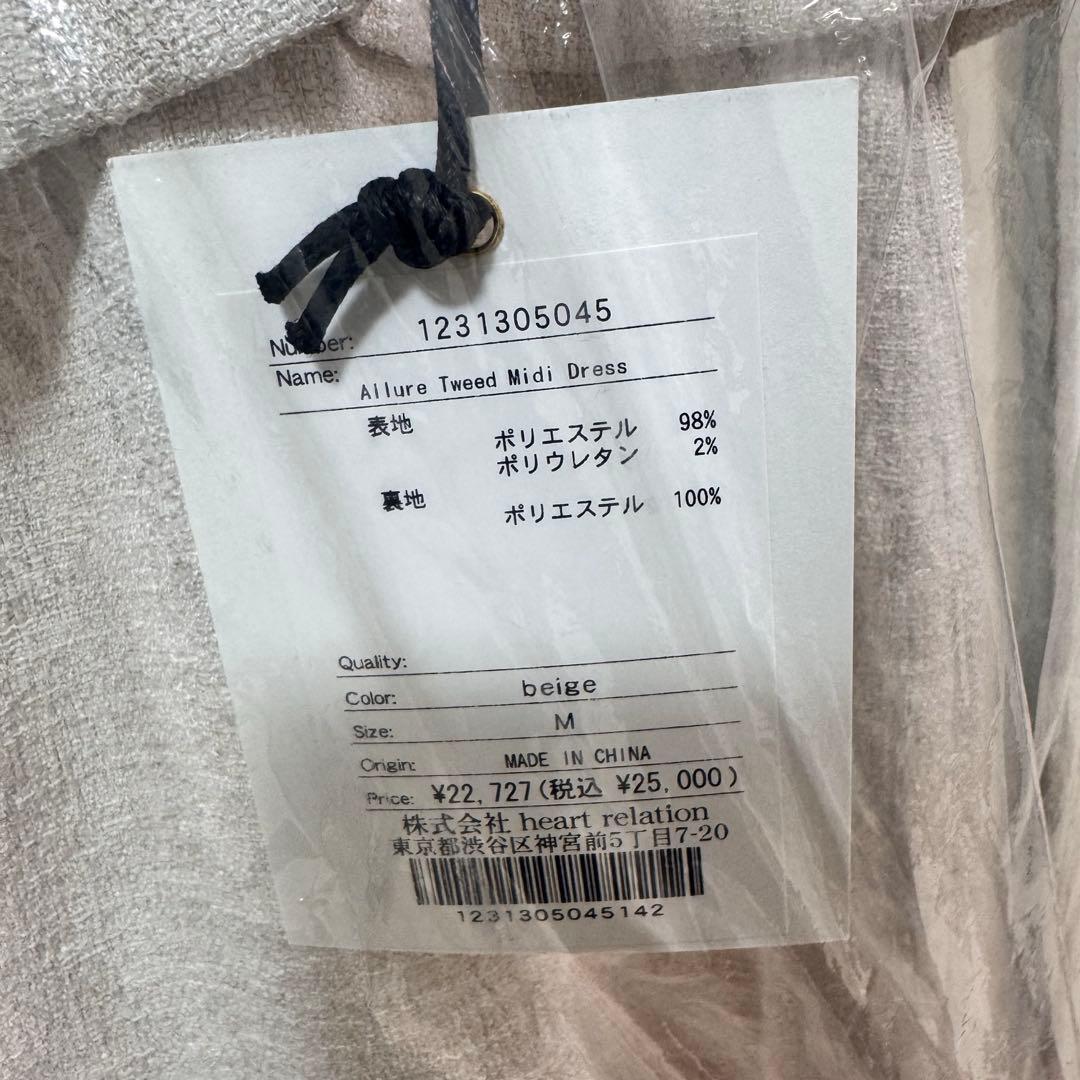 Number: 1231305045
Name: Allure Tweed Midi Dress
表地 ポリエステル 98%
ポリウレタン 2%
裏地 ポリエステル 100%
Quality:
Color: beige
Size: M
Origin: MADE IN CHINA
Price: ¥22,727(税込 ¥25,000)
株式会社 heart relation
東京都渋谷区神宮前5丁目7-20
1231305045142